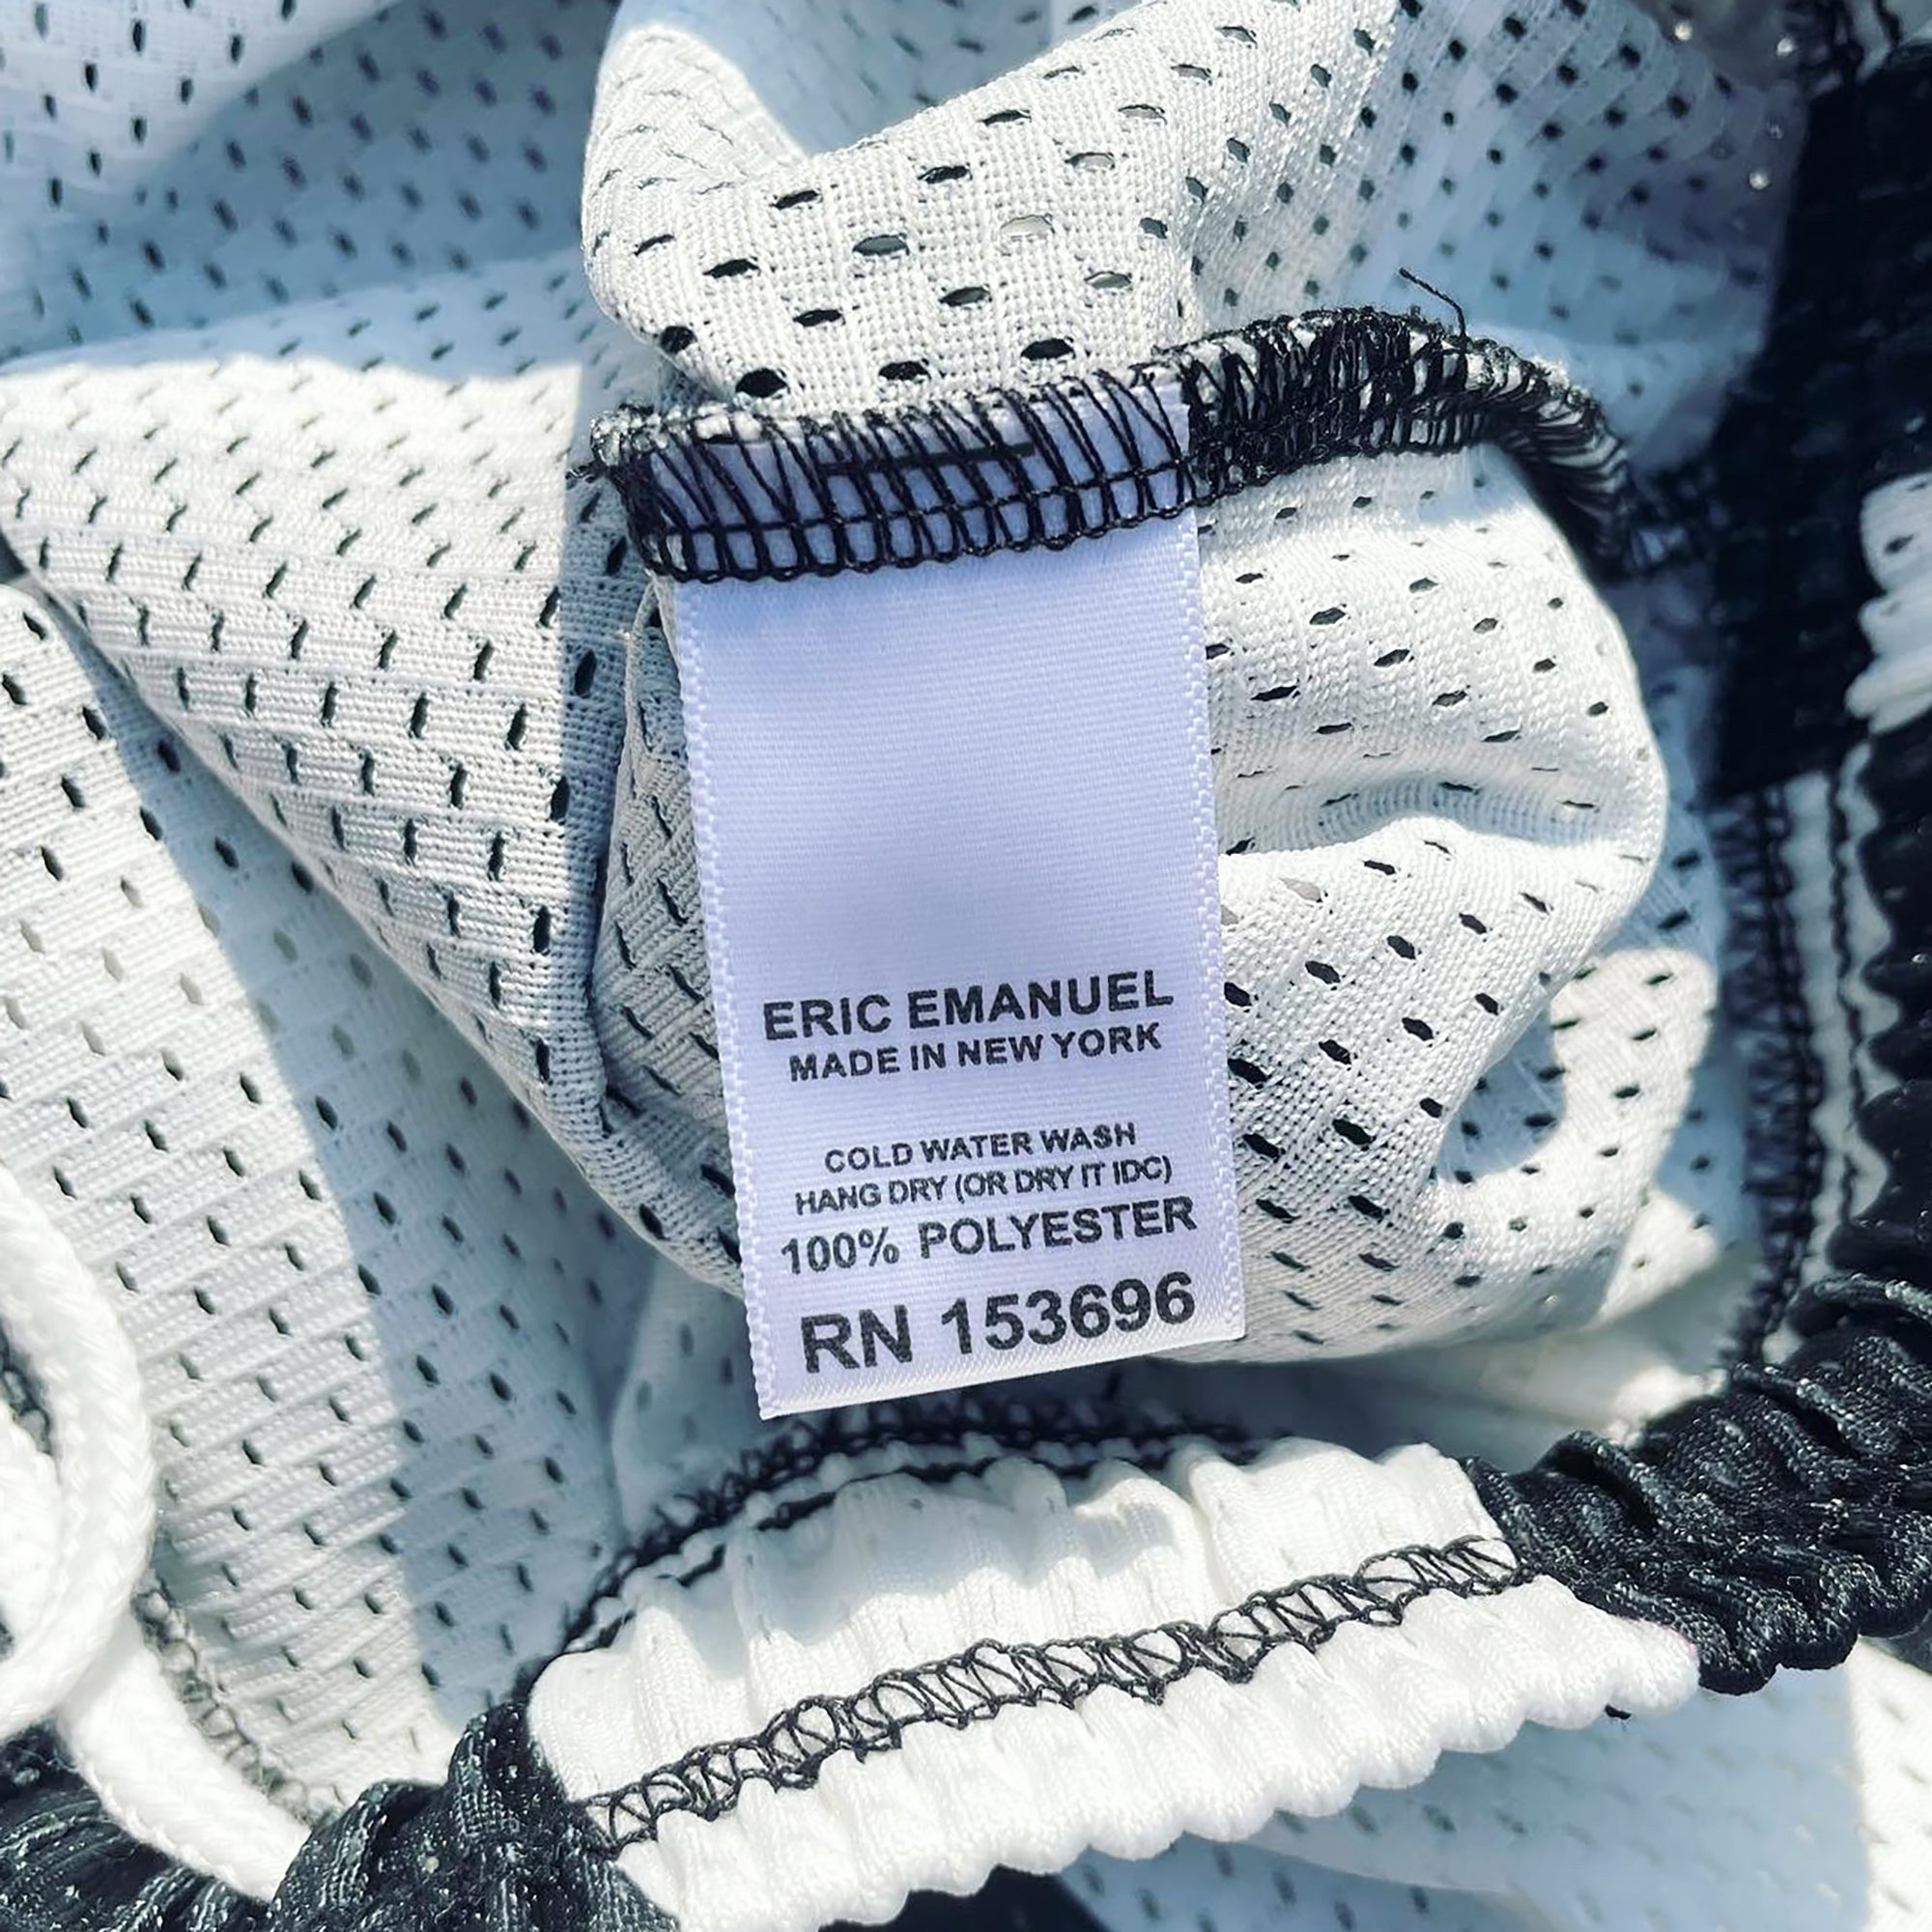 ERIC EMANUEL
MADE IN NEW YORK
COLD WATER WASH
HANG DRY (OR DRY IT IDC)
100% POLYESTER
RN 153696